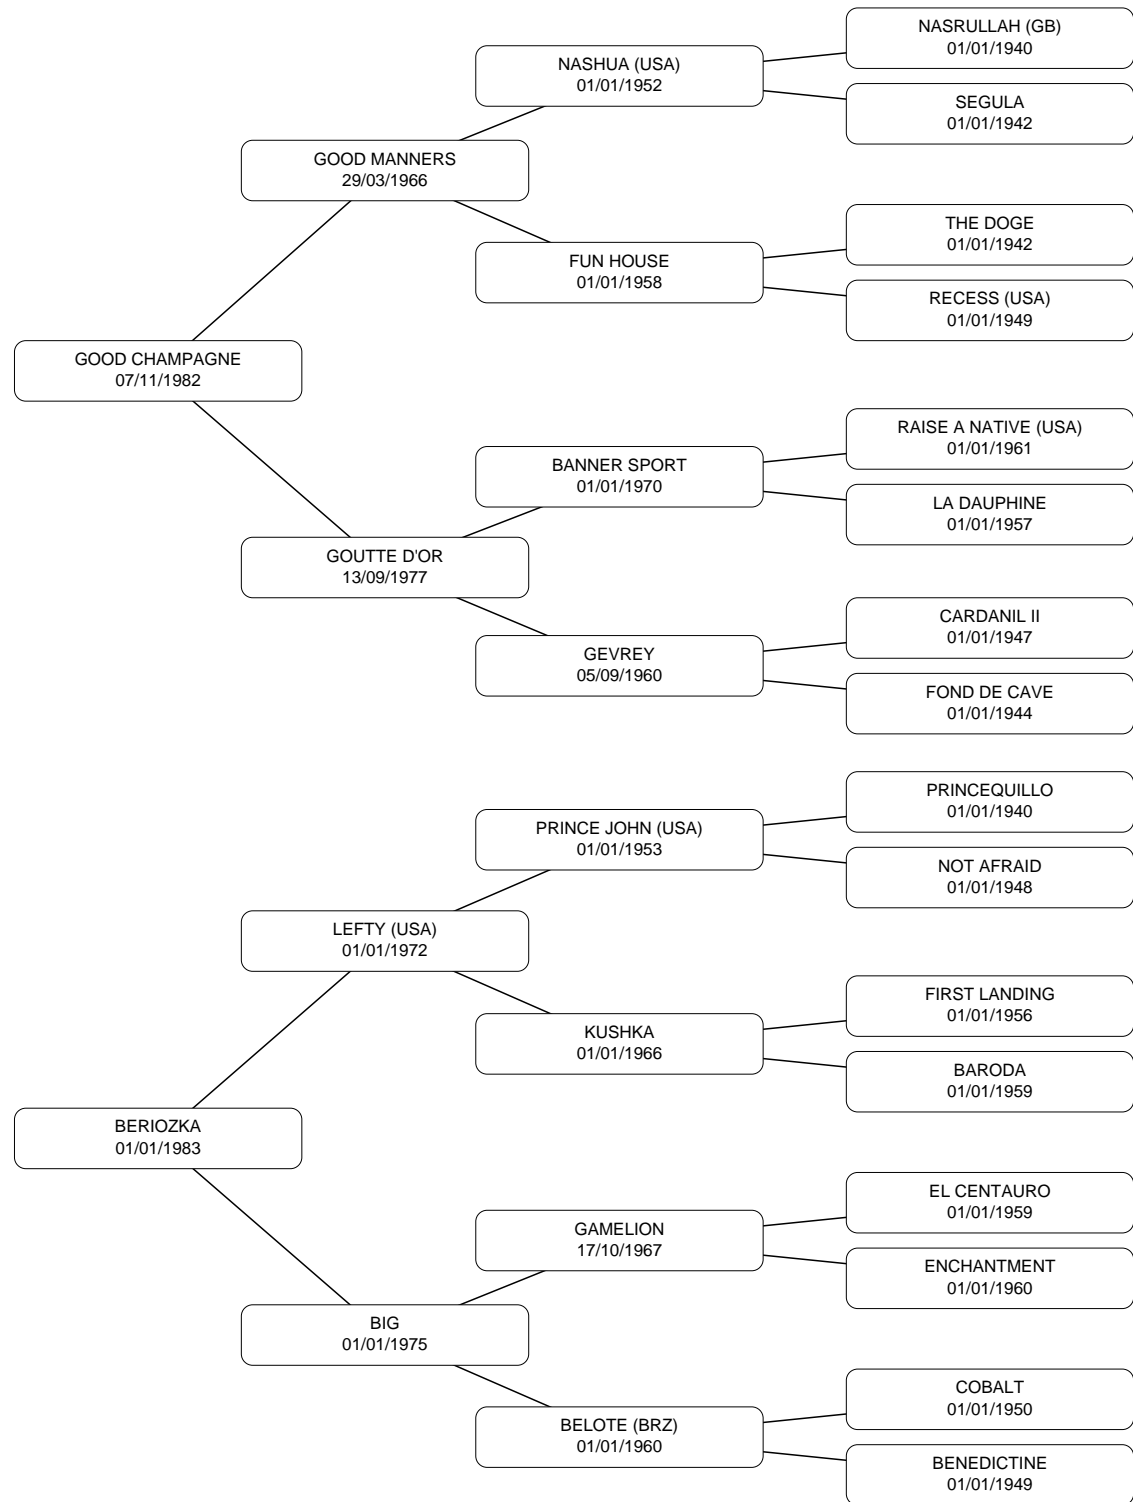 NASRULLAH (GB)
01/01/1940
NASHUA (USA)
01/01/1952
SEGULA
01/01/1942
GOOD MANNERS
29/03/1966
THE DOGE
01/01/1942
FUN HOUSE
01/01/1958
RECESS (USA)
01/01/1949
GOOD CHAMPAGNE
07/11/1982
RAISE A NATIVE (USA)
01/01/1961
BANNER SPORT
01/01/1970
LA DAUPHINE
01/01/1957
GOUTTE D'OR
13/09/1977
CARDANIL II
01/01/1947
GEVREY
05/09/1960
FOND DE CAVE
01/01/1944
PRINCEQUILLO
01/01/1940
PRINCE JOHN (USA)
01/01/1953
NOT AFRAID
01/01/1948
LEFTY (USA)
01/01/1972
FIRST LANDING
01/01/1956
KUSHKA
01/01/1966
BARODA
01/01/1959
BERIOZKA
01/01/1983
EL CENTAURO
01/01/1959
GAMELION
17/10/1967
ENCHANTMENT
01/01/1960
BIG
01/01/1975
COBALT
01/01/1950
BELOTE (BRZ)
01/01/1960
BENEDICTINE
01/01/1949